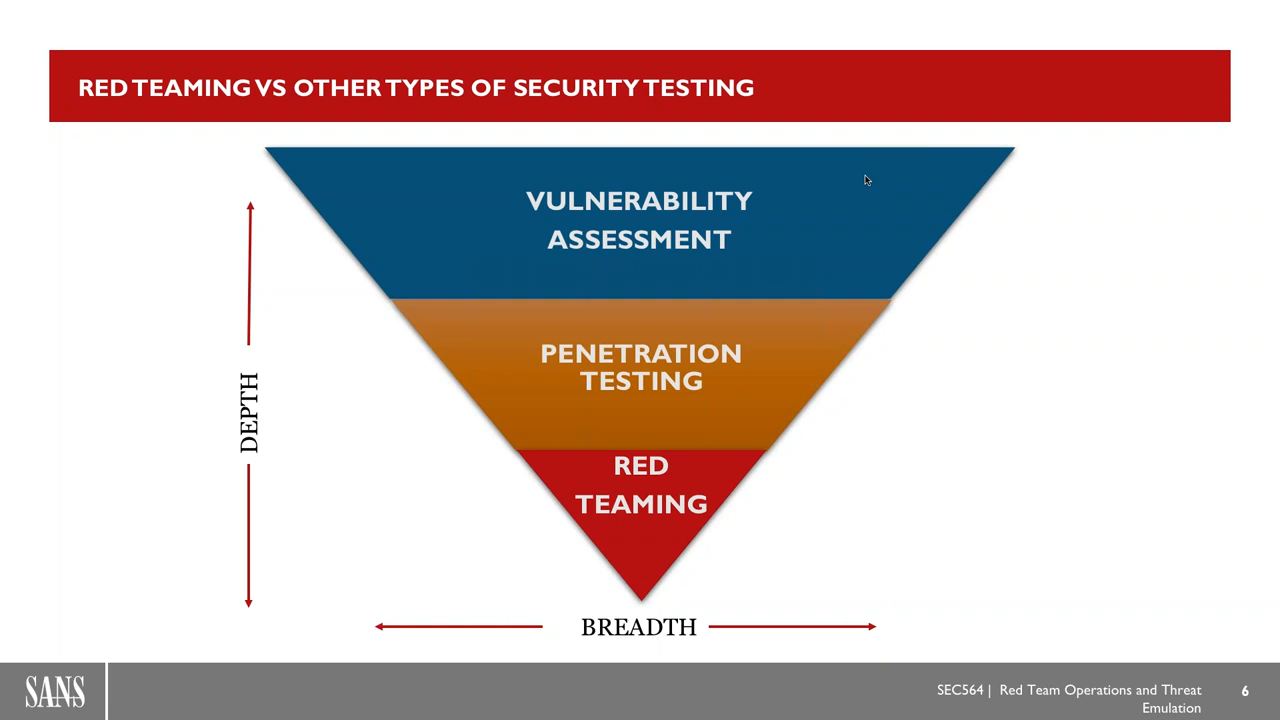 RED TEAMING VS OTHER TYPES OF SECURITY TESTING
VULNERABILITY
ASSESSMENT
PENETRATION
TESTING
RED
TEAMING
DEPTH
BREADTH
SANS
SEC564 | Red Team Operations and Threat
Emulation
6